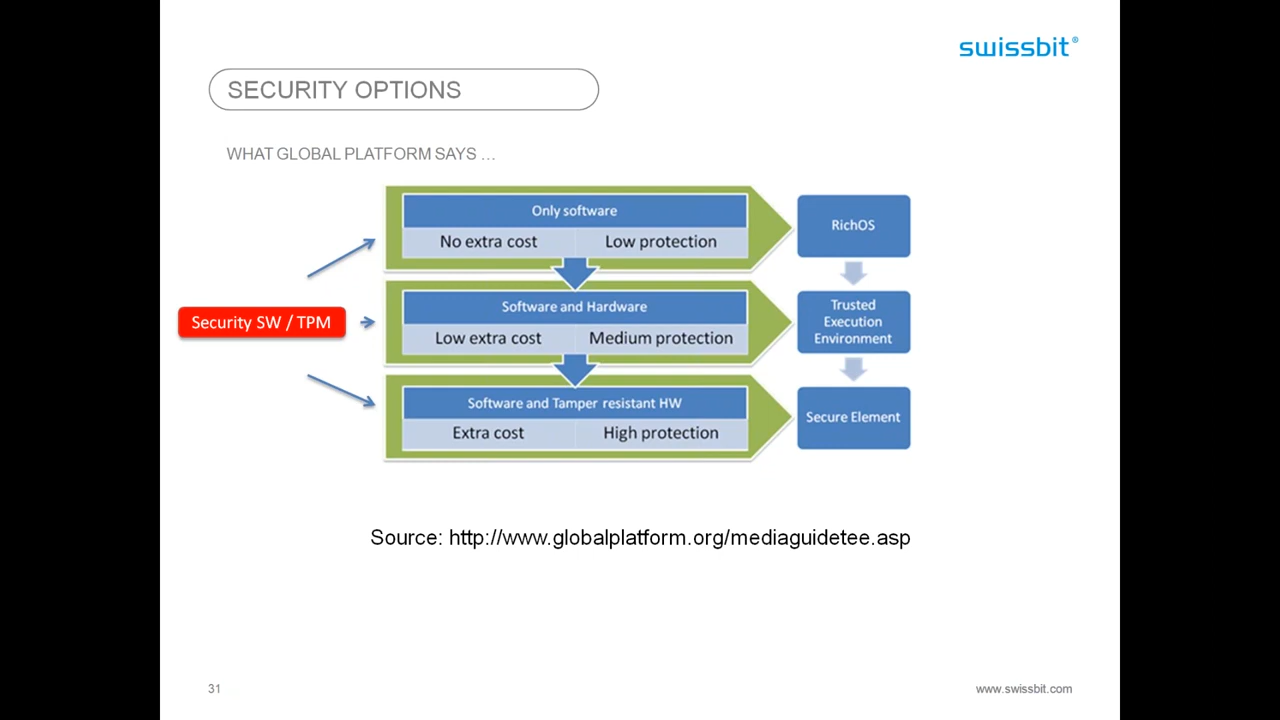 swissbit®
SECURITY OPTIONS
WHAT GLOBAL PLATFORM SAYS …
Only software
No extra cost Low protection
RichOS
Security SW / TPM
Software and Hardware
Low extra cost Medium protection
Trusted
Execution
Environment
Software and Tamper resistant HW
Extra cost High protection
Secure Element
Source: http://www.globalplatform.org/mediaguidetee.asp
31
www.swissbit.com